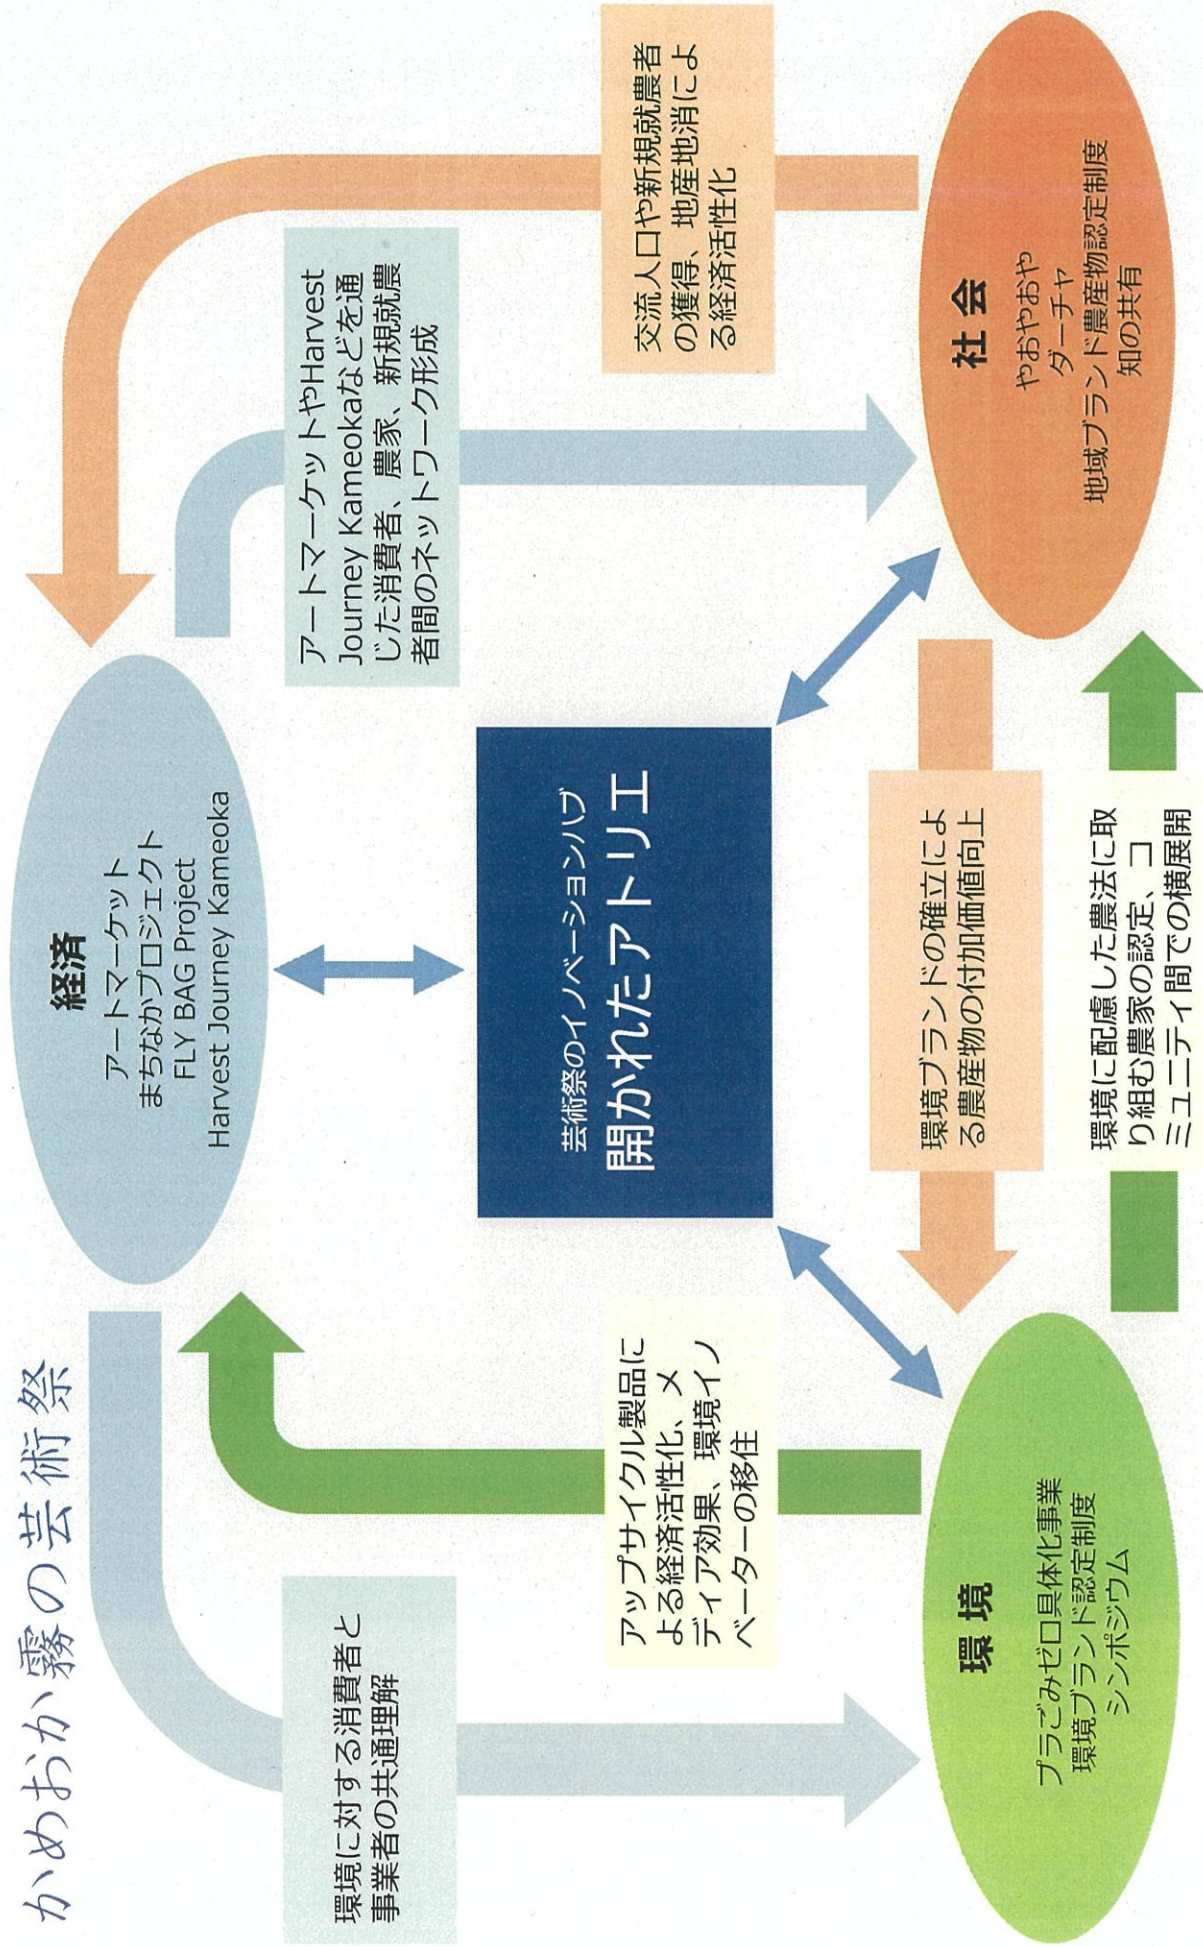 かめおか霧の芸術祭
経済
アートマーケット
まちなかプロジェクト
FLY BAG Project
Harvest Journey Kameoka
環境に対する消費者と
事業者の共通理解
アートマーケットやHarvest
Journey Kameokaなどを通
じた消費者、農家、新規就農
者間のネットワーク形成
芸術祭のイノベーションハブ
開かれたアトリエ
アップサイクル製品に
よる経済活性化、メ
ディア効果、環境イノ
ベーターの移住
交流人口や新規就農者
の獲得、地産地消によ
る経済活性化
環境ブランドの確立によ
る農産物の付加価値向上
環境
プラごみゼロ具体化事業
環境ブランド認定制度
シンポジウム
社会
やおやおや
ダーチャ
地域ブランド農産物認定制度
知の共有
環境に配慮した農法に取
り組む農家の認定、コ
ミュニティ間での横展開